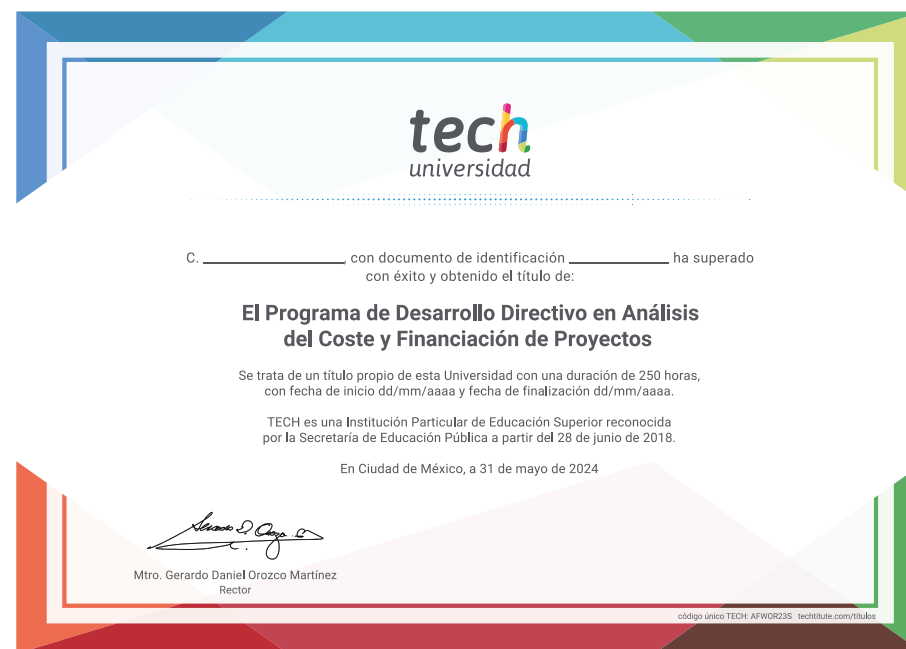 tech
universidad
C. ____________, con documento de identificación ____________ ha superado
con éxito y obtenido el título de:
El Programa de Desarrollo Directivo en Análisis
del Coste y Financiación de Proyectos
Se trata de un título propio de esta Universidad con una duración de 250 horas,
con fecha de inicio dd/mm/aaaa y fecha de finalización dd/mm/aaaa.
TECH es una Institución Particular de Educación Superior reconocida
por la Secretaría de Educación Pública a partir del 28 de junio de 2018.
En Ciudad de México, a 31 de mayo de 2024
Mtro. Gerardo Daniel Orozco Martínez
Rector
código único TECH: AFWOR23S techtitute.com/titulos